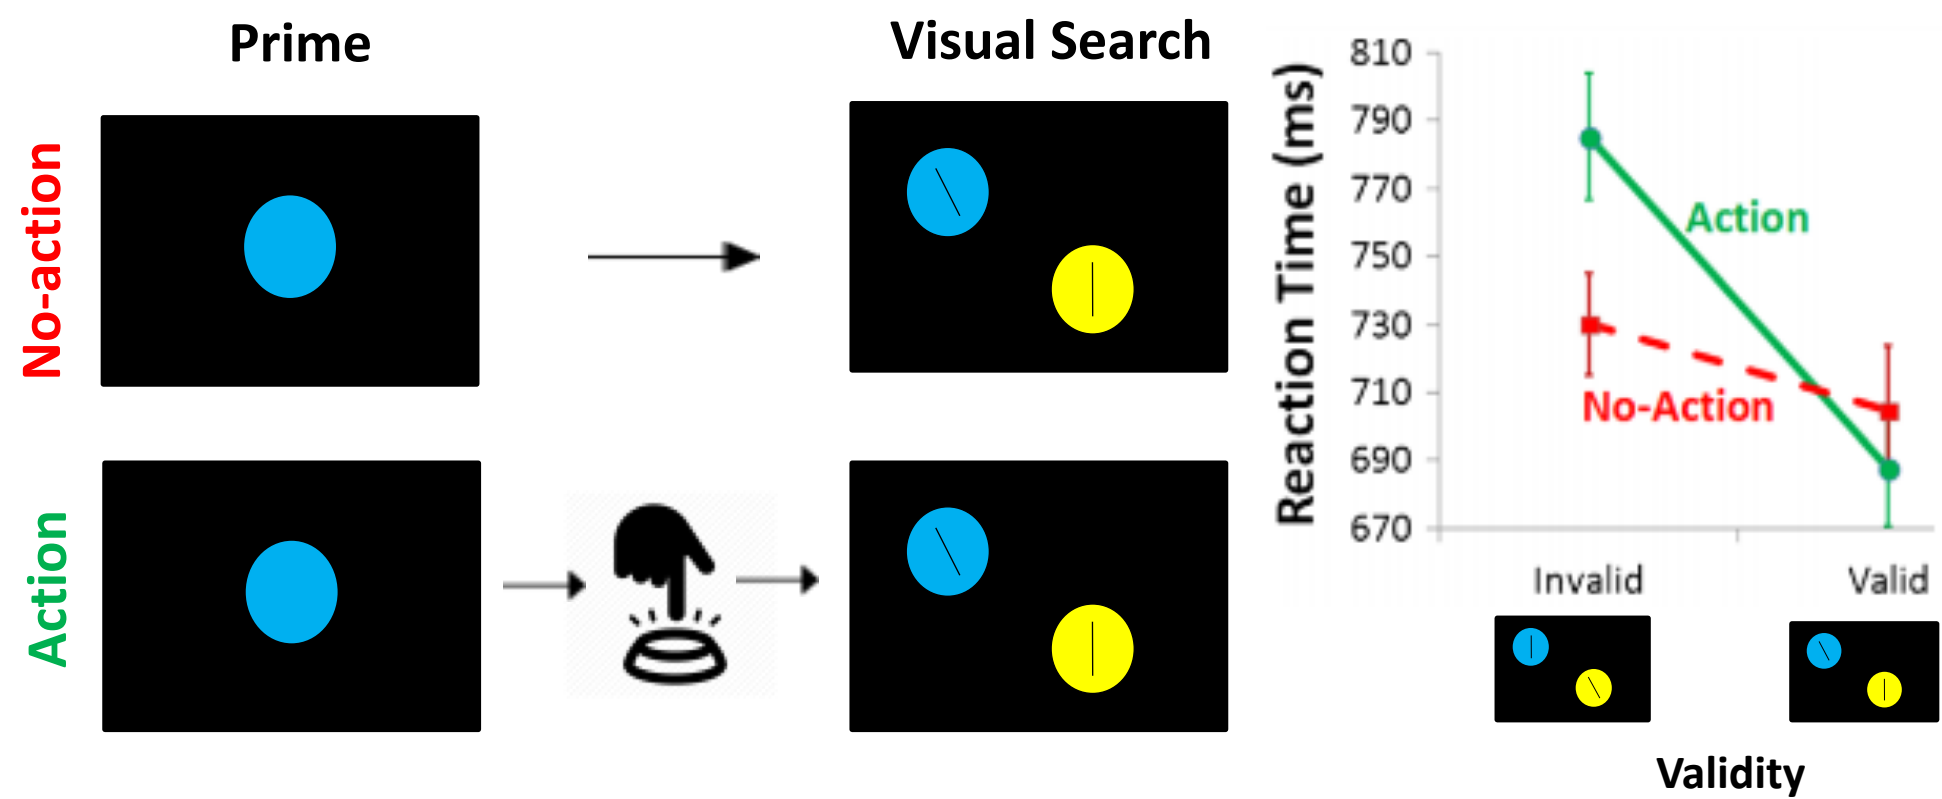 Prime
Visual Search
No-action
Action
Reaction Time (ms)
810
790
770
750
730
710
690
670
Action
No-Action
Invalid
Valid
Validity